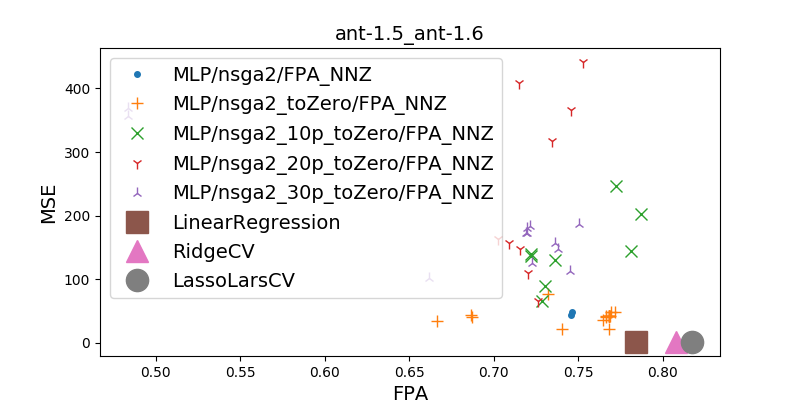 ant-1.5_ant-1.6
MSE
400
300
200
100
0
MLP/nsga2/FPA_NNZ
MLP/nsga2_toZero/FPA_NNZ
MLP/nsga2_10p_toZero/FPA_NNZ
MLP/nsga2_20p_toZero/FPA_NNZ
MLP/nsga2_30p_toZero/FPA_NNZ
LinearRegression
RidgeCV
LassoLarsCV
0.50 0.55 0.60 0.65 0.70 0.75 0.80
FPA